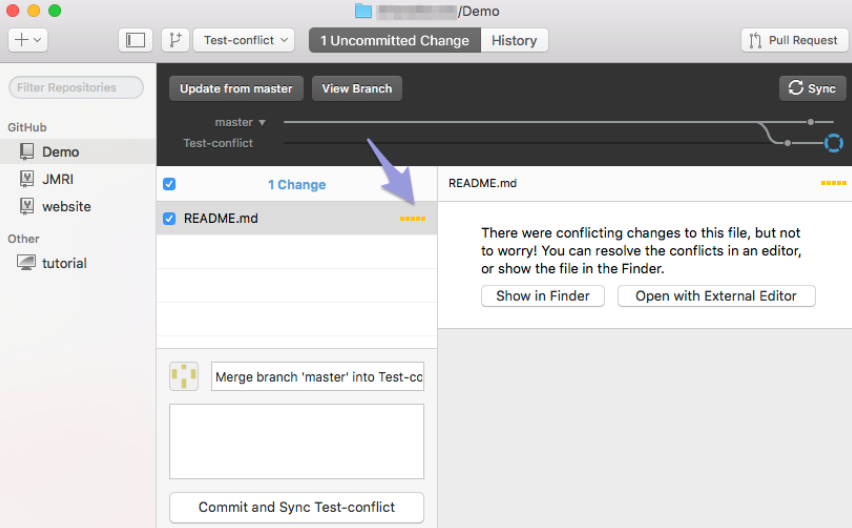 /Demo
Test-conflict
1 Uncommitted Change
History
Pull Request
Filter Repositories
GitHub
Demo
JMRI
website
Other
tutorial
Update from master
View Branch
Sync
master
Test-conflict
1 Change
README.md
README.md
There were conflicting changes to this file, but not
to worry! You can resolve the conflicts in an editor,
or show the file in the Finder.
Show in Finder
Open with External Editor
Merge branch 'master' into Test-co
Commit and Sync Test-conflict